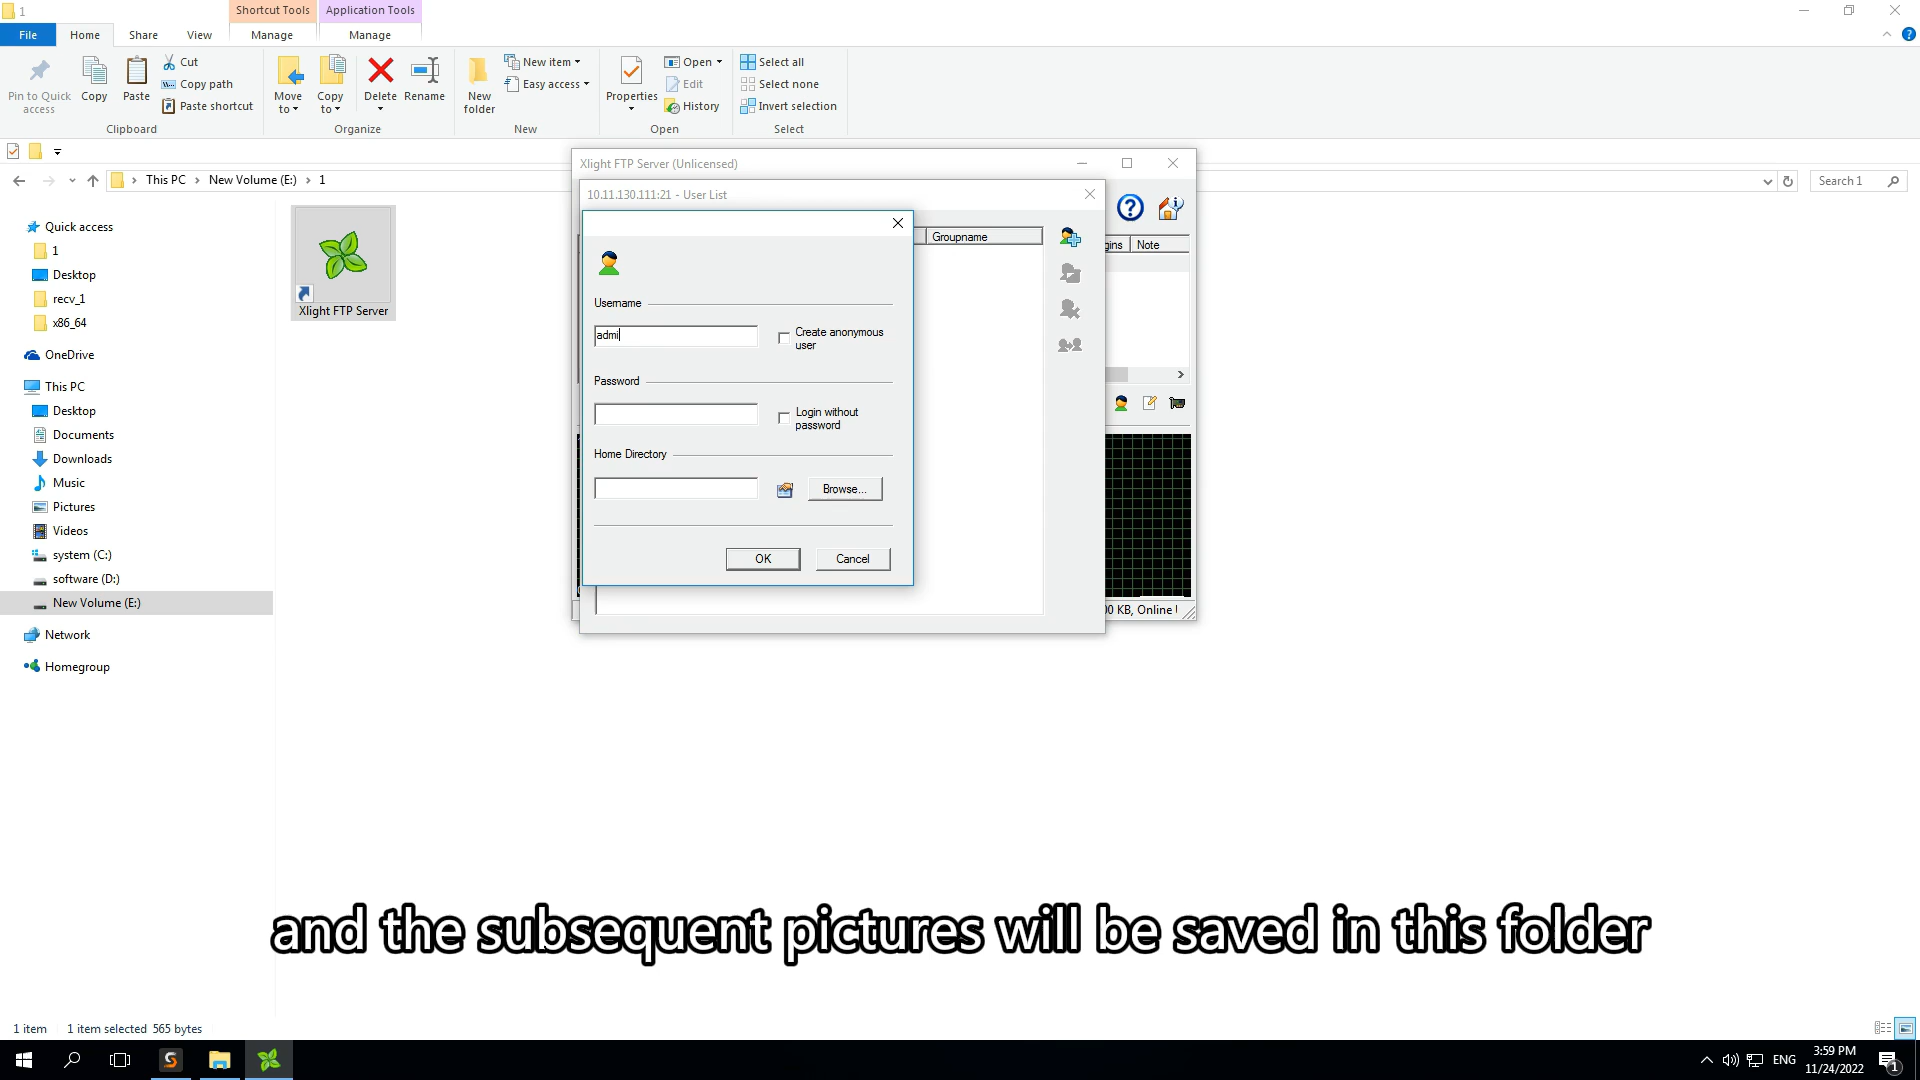 1
Shortcut Tools
Application Tools
File
Home
Share
View
Manage
Manage
Pin to Quick access
Copy
Paste
Cut
Copy path
Paste shortcut
Clipboard
Move to
Copy to
Delete
Rename
Organize
New folder
New item
Easy access
New
Properties
Open
Edit
History
Open
Select all
Select none
Invert selection
Select
This PC
New Volume (E:)
1
Search 1
Quick access
1
Desktop
recv_1
x86_64
OneDrive
This PC
Desktop
Documents
Downloads
Music
Pictures
Videos
system (C:)
software (D:)
New Volume (E:)
Network
Homegroup
Xlight FTP Server
Xlight FTP Server (Unlicensed)
10.11.130.111:21 - User List
Groupname
gins
Note
Username
admi
Create anonymous
user
Password
Login without
password
Home Directory
Browse...
OK
Cancel
00 KB, Online
and the subsequent pictures will be saved in this folder
1 item
1 item selected 565 bytes
ENG
3:59 PM
11/24/2022
1